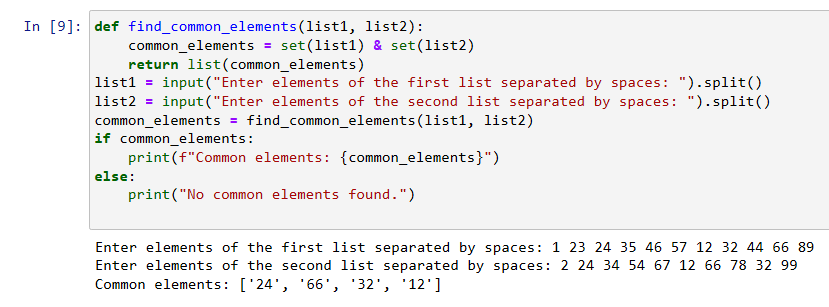 In [9]: def find_common_elements(list1, list2):
    common_elements = set(list1) & set(list2)
    return list(common_elements)
list1 = input("Enter elements of the first list separated by spaces: ").split()
list2 = input("Enter elements of the second list separated by spaces: ").split()
common_elements = find_common_elements(list1, list2)
if common_elements:
    print(f"Common elements: {common_elements}")
else:
    print("No common elements found.")
Enter elements of the first list separated by spaces: 1 23 24 35 46 57 12 32 44 66 89
Enter elements of the second list separated by spaces: 2 24 34 54 67 12 66 78 32 99
Common elements: ['24', '66', '32', '12']